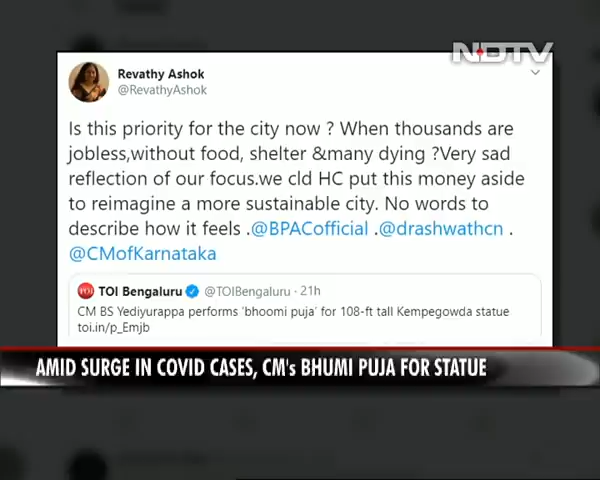 NDTV
Revathy Ashok
@RevathyAshok
Is this priority for the city now ? When thousands are
jobless,without food, shelter &many dying ?Very sad
reflection of our focus.we cld HC put this money aside
to reimagine a more sustainable city. No words to
describe how it feels .@BPACofficial .@drashwathcn .
@CMofKarnataka
TOI TOI Bengaluru @TOIBengaluru · 21h
CM BS Yediyurappa performs 'bhoomi puja' for 108-ft tall Kempegowda statue
toi.in/p_Emjb
AMID SURGE IN COVID CASES, CM's BHUMI PUJA FOR STATUE